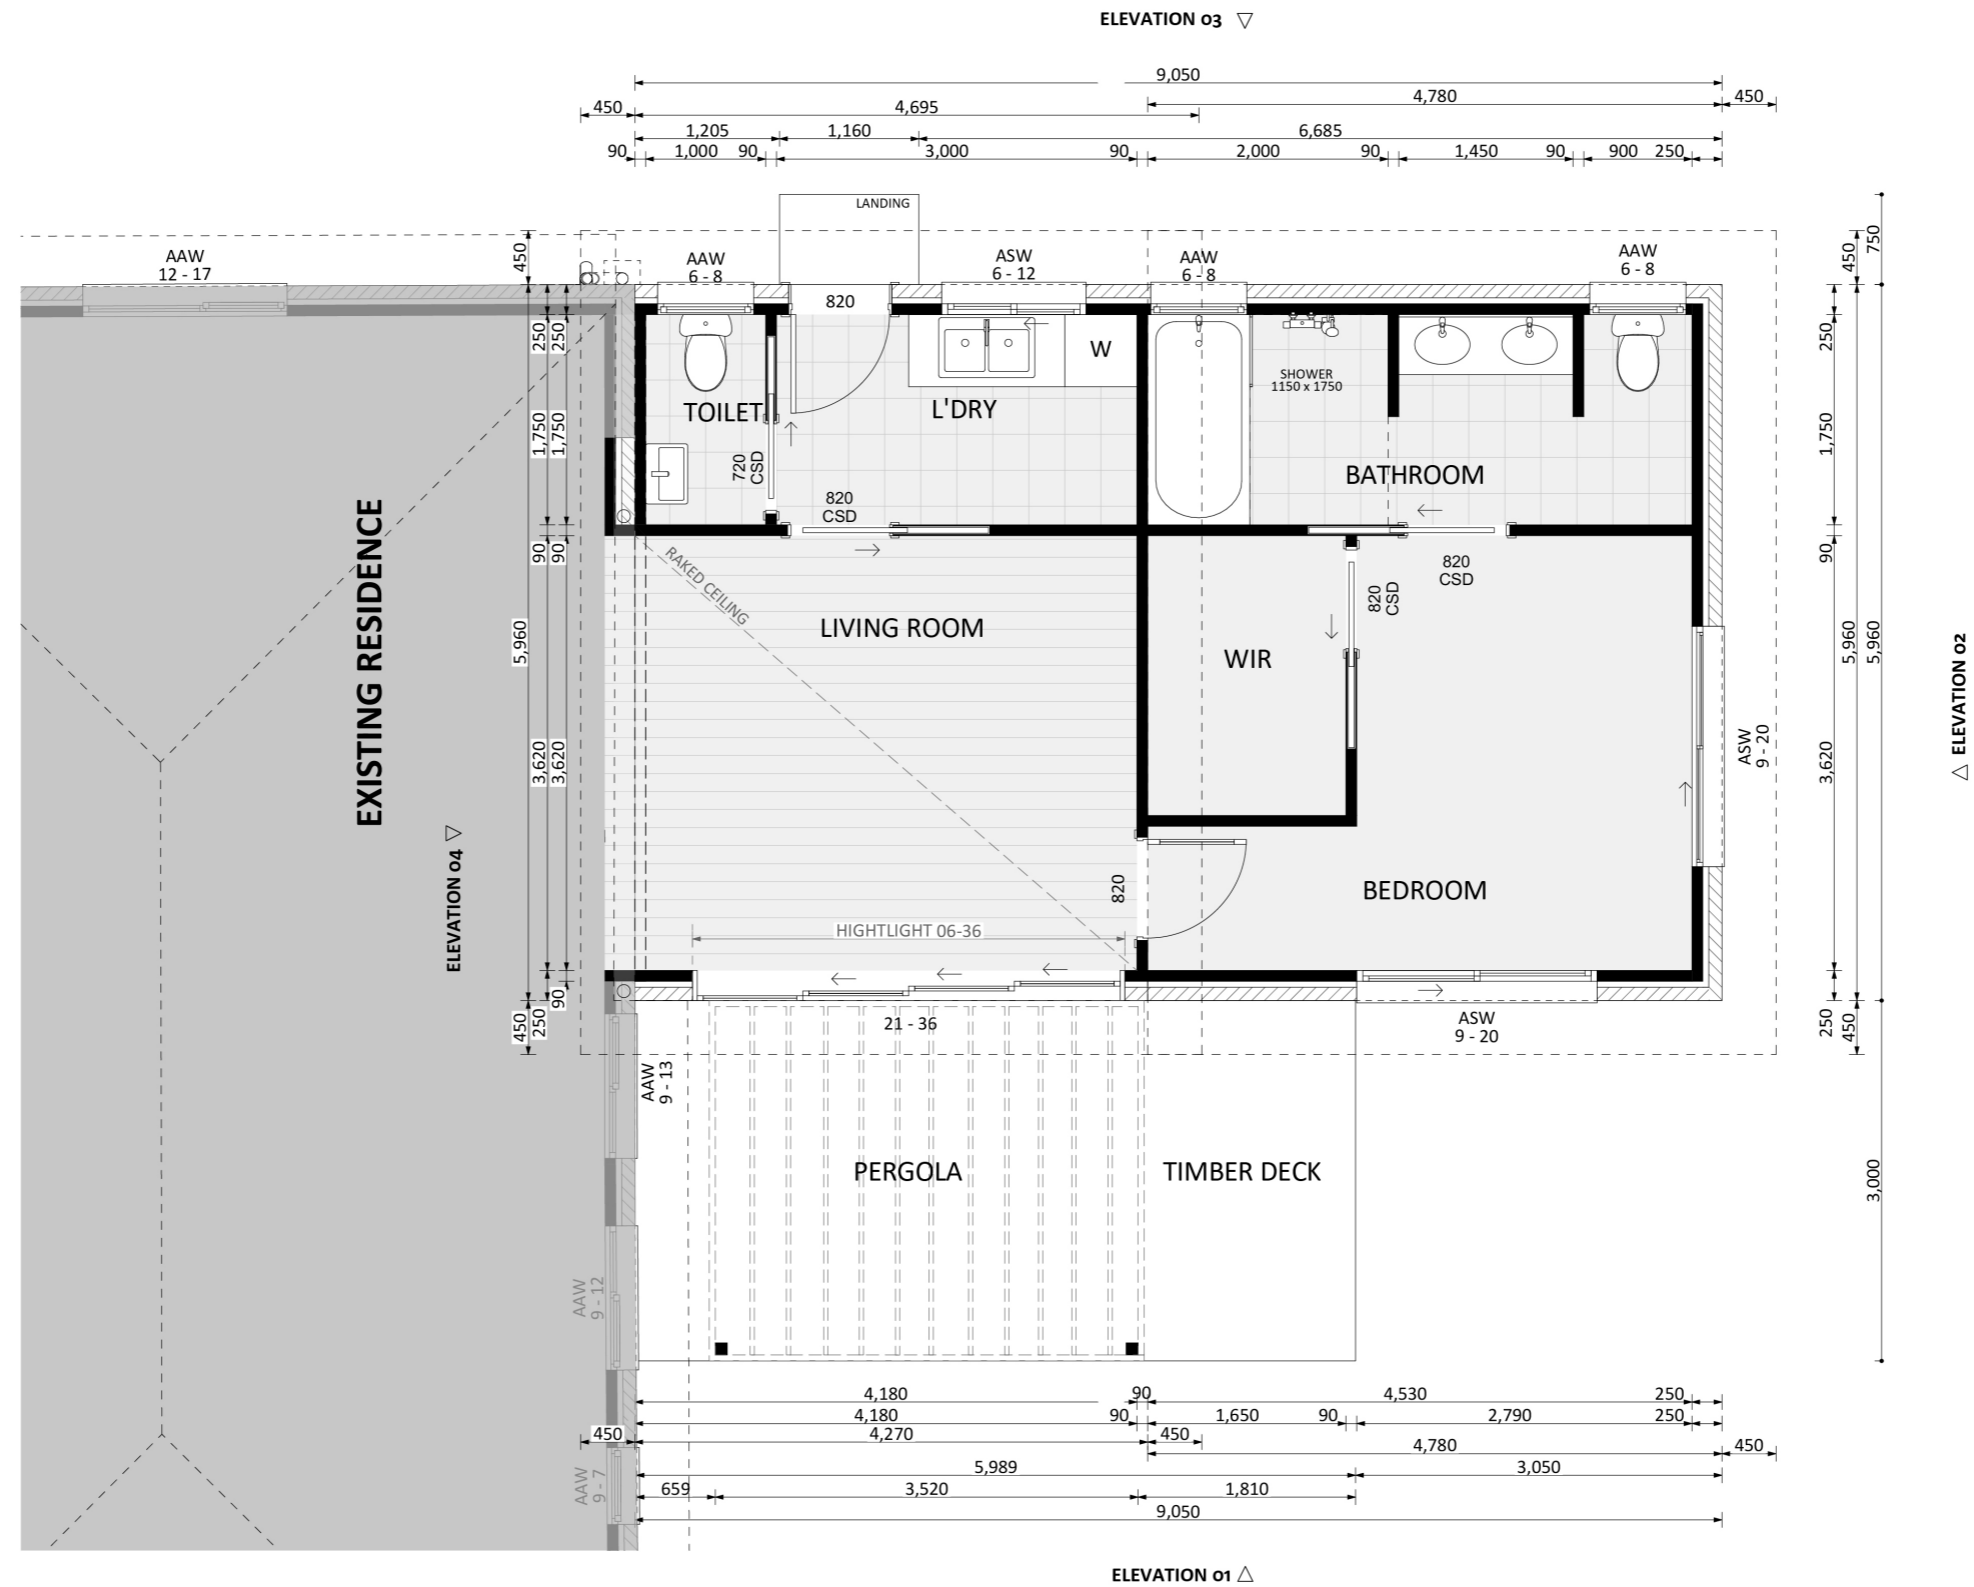 ELEVATION 03
9,050
4,780
450
450
4,695
1,205
1,160
6,685
90
1,000
90
3,000
90
2,000
90
1,450
90
900
250
LANDING
AAW
12 - 17
AAW
6 - 8
820
ASW
6 - 12
AAW
6 - 8
AAW
6 - 8
450
250
250
1,750
1,750
90
90
5,960
3,620
3,620
90
450
250
W
SHOWER
1150 x 1750
TOILET
L'DRY
BATHROOM
720
CSD
820
CSD
820
CSD
820
CSD
RAKED CEILING
LIVING ROOM
WIR
EXISTING RESIDENCE
ELEVATION 04
820
BEDROOM
HIGHTLIGHT 06-36
21 - 36
ASW
9 - 20
ASW
9 - 20
450
750
250
1,750
90
5,960
5,960
3,620
250
450
3,000
ELEVATION 02
AAW
9 - 13
PERGOLA
TIMBER DECK
AAW
9 - 12
AAW
9 - 7
4,180
90
4,530
250
4,180
90
1,650
90
2,790
250
450
4,270
450
4,780
450
5,989
3,050
659
3,520
1,810
9,050
ELEVATION 01